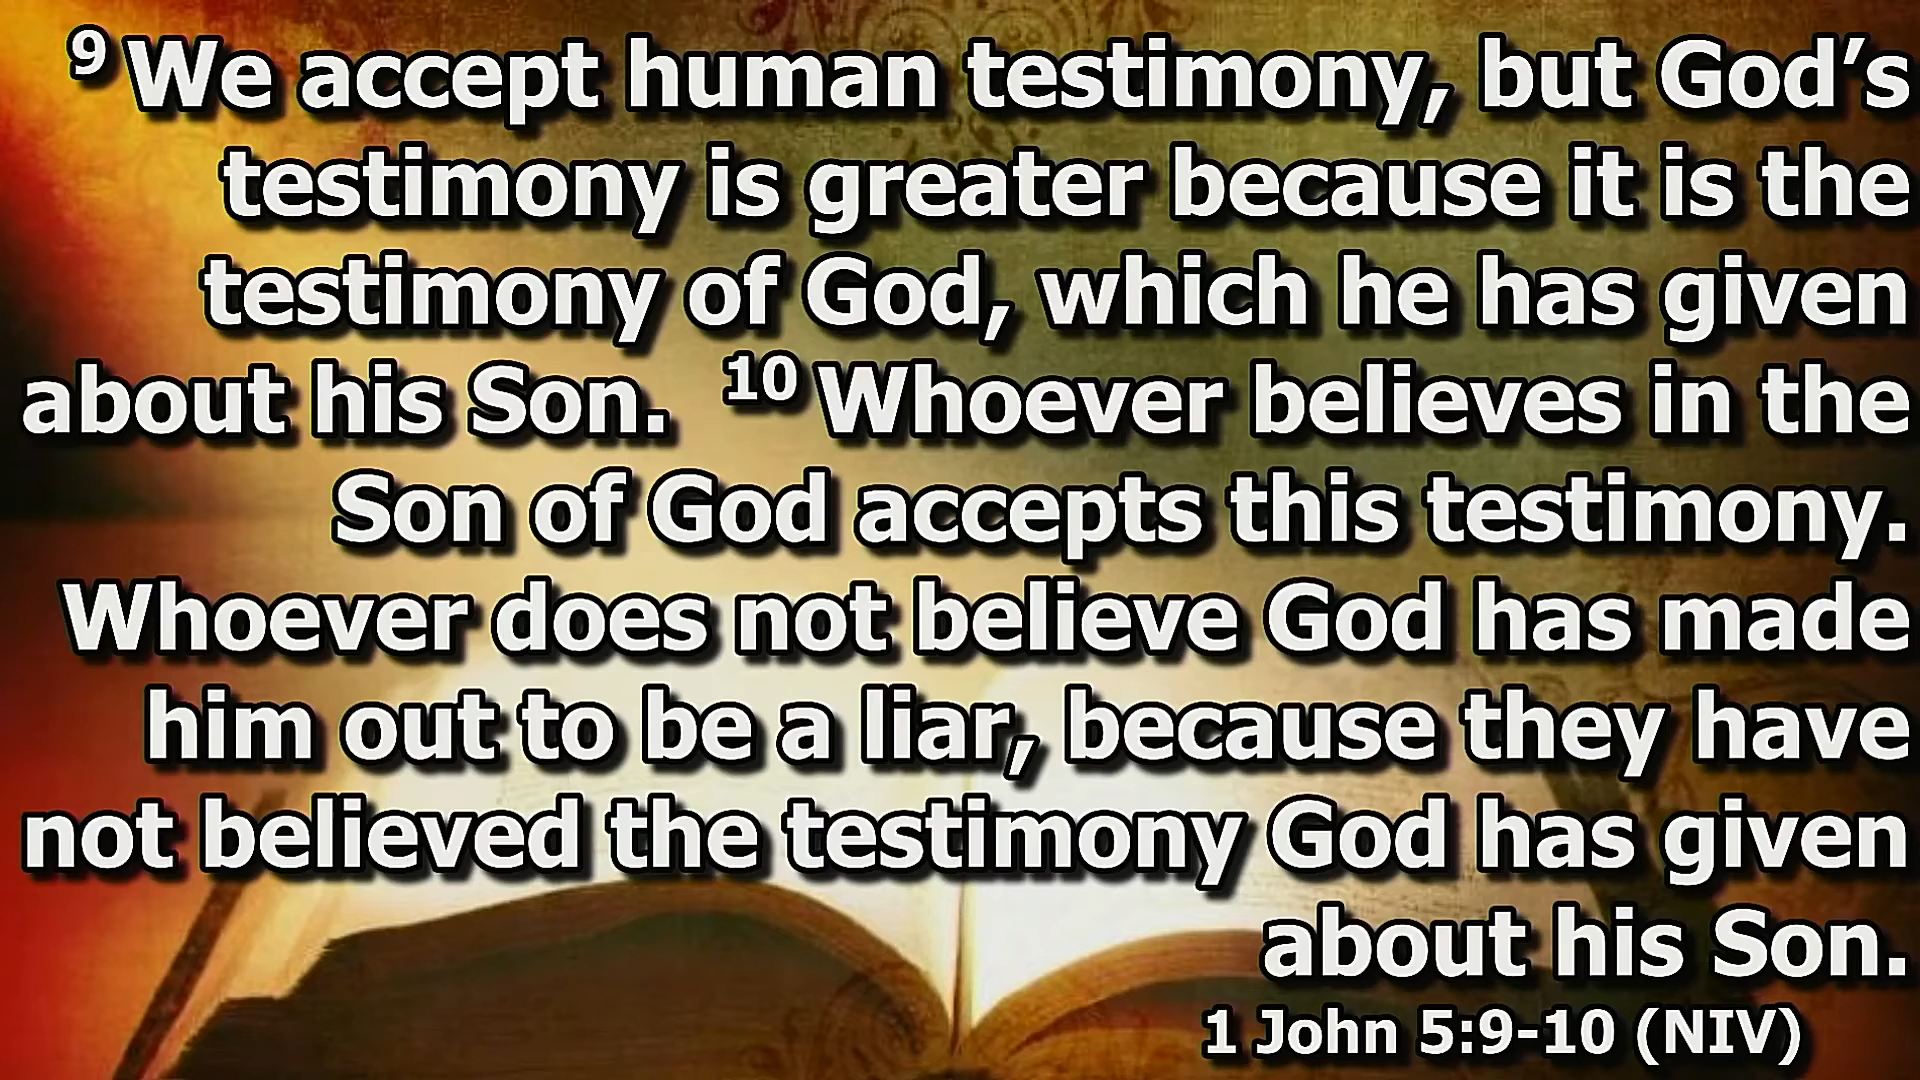 9 We accept human testimony, but God’s
testimony is greater because it is the
testimony of God, which he has given
about his Son. 10 Whoever believes in the
Son of God accepts this testimony.
Whoever does not believe God has made
him out to be a liar, because they have
not believed the testimony God has given
about his Son.
1 John 5:9-10 (NIV)